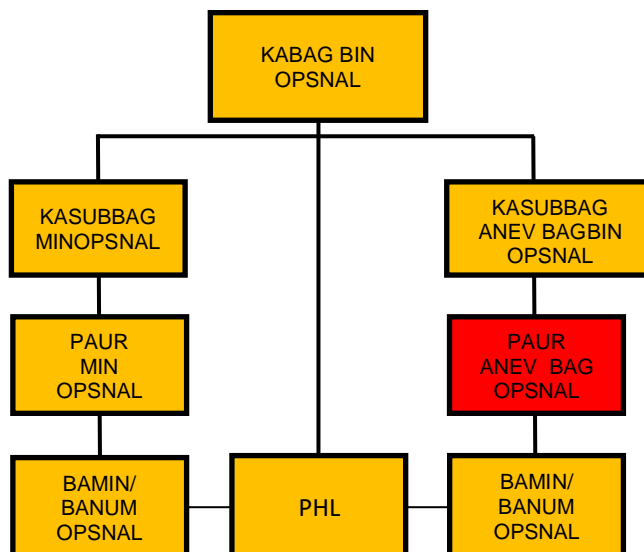 KABAG BIN
OPSNAL
KASUBBAG
MINOPSNAL
KASUBBAG
ANEV BAGBIN
OPSNAL
PAUR
MIN
OPSNAL
PAUR
ANEV BAG
OPSNAL
BAMIN/
BANUM
OPSNAL
PHL
BAMIN/
BANUM
OPSNAL